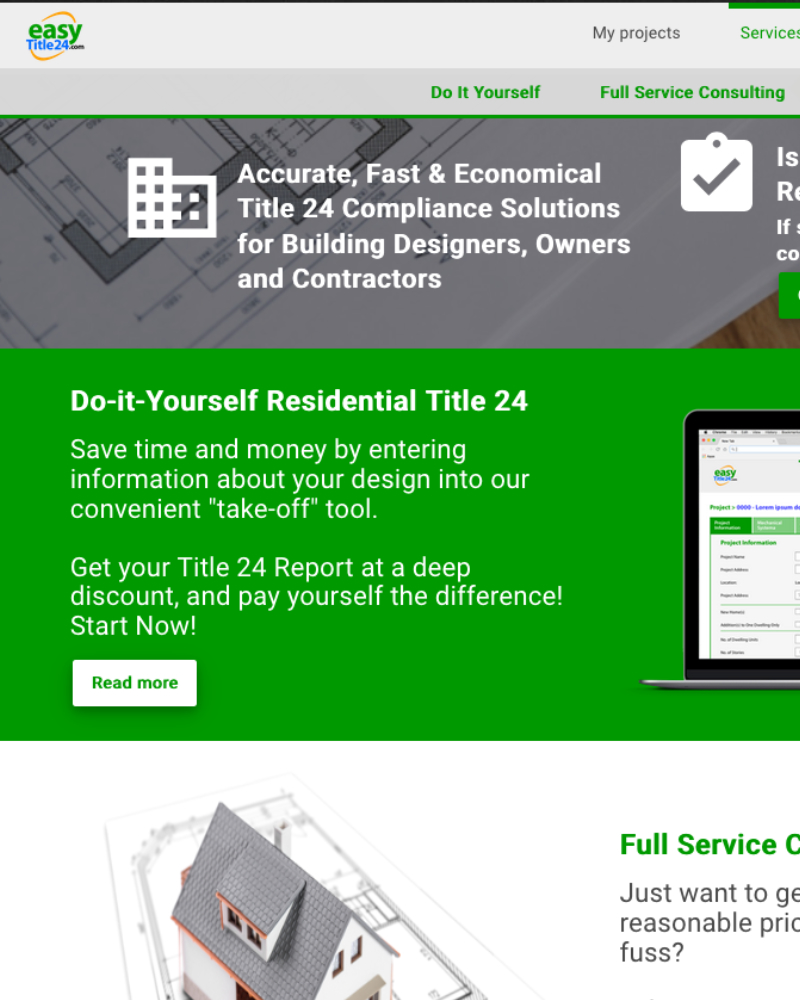 easy
Title24.com
My projects
Services
Do It Yourself
Full Service Consulting
Accurate, Fast & Economical
Title 24 Compliance Solutions
for Building Designers, Owners
and Contractors
Is
Re
If s
co
Do-it-Yourself Residential Title 24
Save time and money by entering
information about your design into our
convenient "take-off" tool.
Get your Title 24 Report at a deep
discount, and pay yourself the difference!
Start Now!
Read more
easy
Title24.com
Project > 0000 - Lorem ipsum do
Project
Information
Mechanical
Systems
Project Information
Project Name
Project Address
Location
Project Address
New Home(s)
Addition(s) to One Dwelling Only
No. of Dwelling Units
No. of Stories
Full Service C
Just want to ge
reasonable pric
fuss?